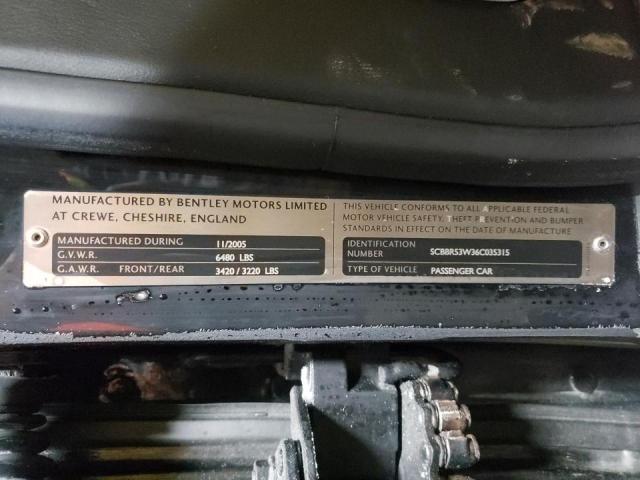 MANUFACTURED BY BENTLEY MOTORS LIMITED
AT CREWE, CHESHIRE, ENGLAND
MANUFACTURED DURING 11/2005
G.V.W.R. 6480 LBS
G.A.W.R. FRONT/REAR 3420 / 3220 LBS
THIS VEHICLE CONFORMS TO ALL APPLICABLE FEDERAL
MOTOR VEHICLE SAFETY, THEFT PREVENTION AND BUMPER
STANDARDS IN EFFECT ON THE DATE OF MANUFACTURE
IDENTIFICATION
NUMBER SCBBR53W36C035315
TYPE OF VEHICLE PASSENGER CAR